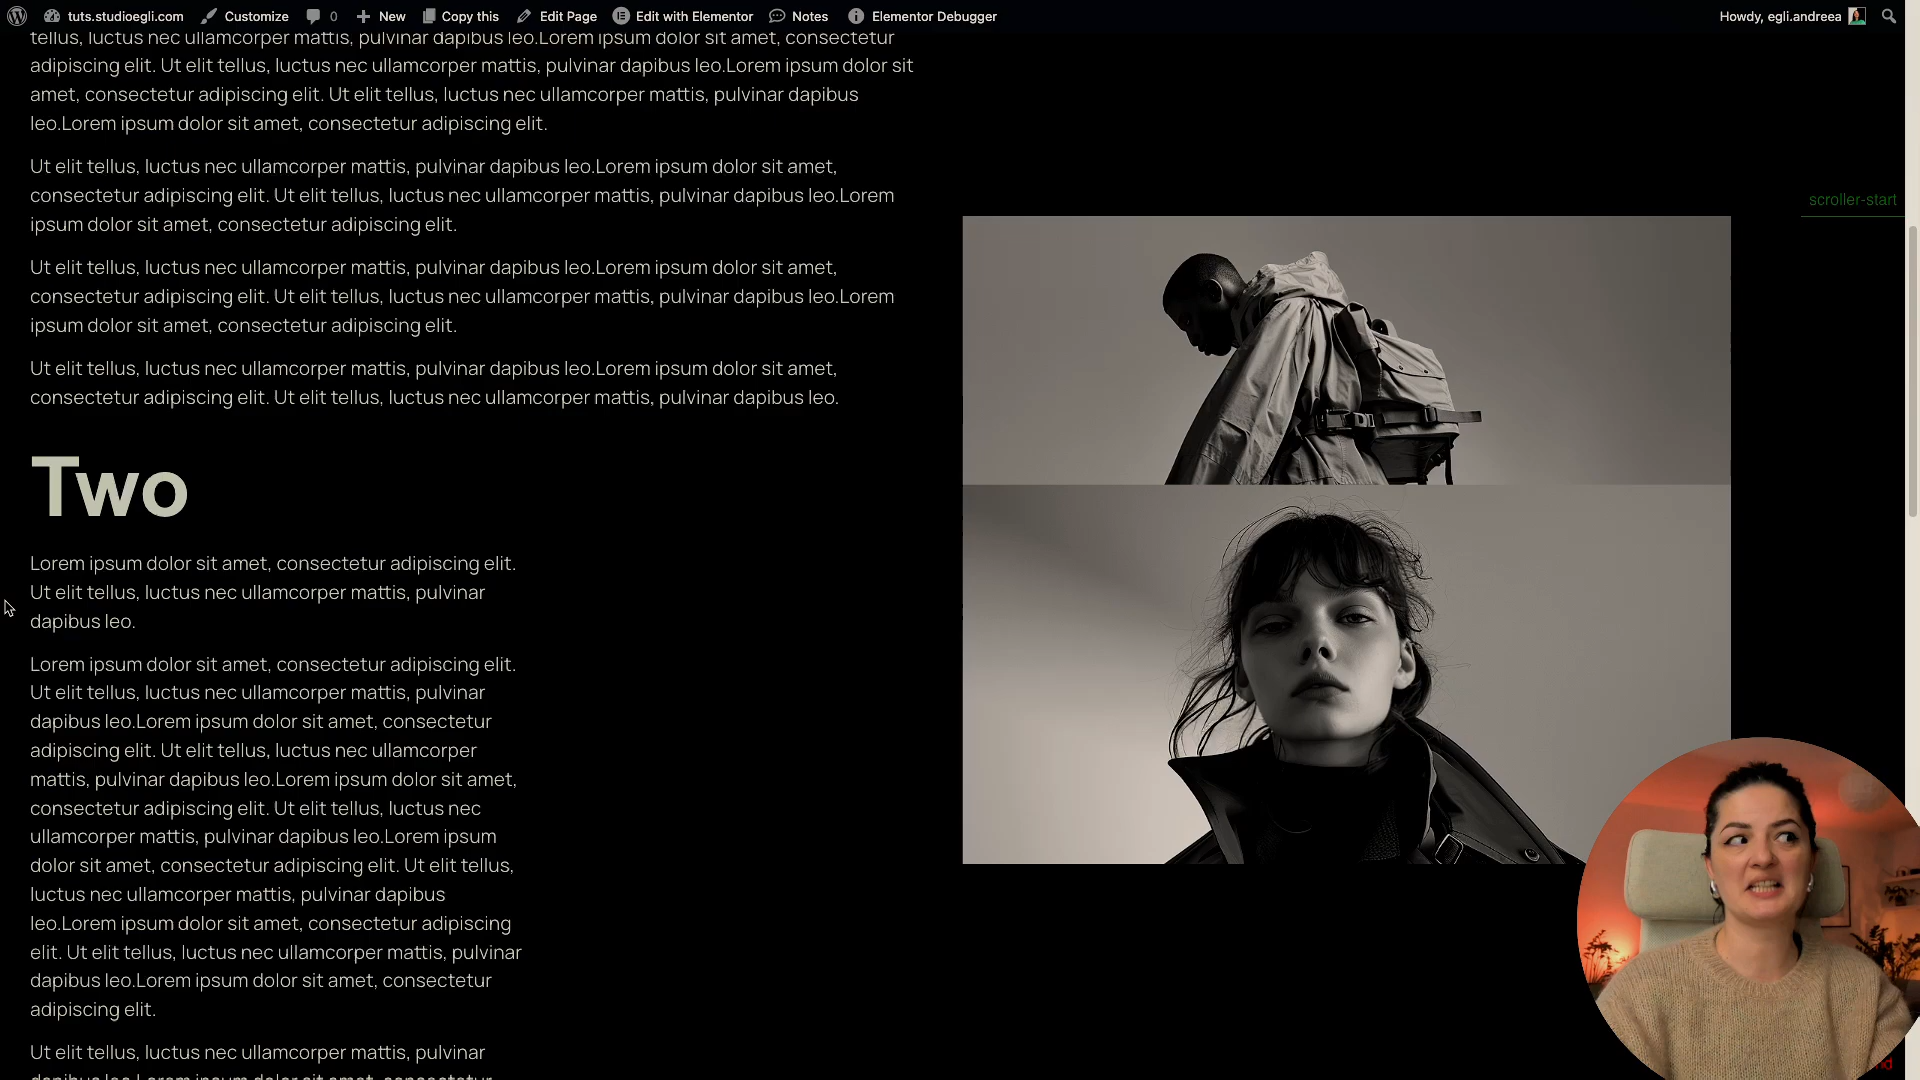 tuts.studioegli.com Customize 0 New Copy this Edit Page Edit with Elementor Notes Elementor Debugger Howdy, egli.andreea
tellus, luctus nec ullamcorper mattis, pulvinar dapibus leo.Lorem ipsum dolor sit amet, consectetur
adipiscing elit. Ut elit tellus, luctus nec ullamcorper mattis, pulvinar dapibus leo.Lorem ipsum dolor sit
amet, consectetur adipiscing elit. Ut elit tellus, luctus nec ullamcorper mattis, pulvinar dapibus
leo.Lorem ipsum dolor sit amet, consectetur adipiscing elit.
Ut elit tellus, luctus nec ullamcorper mattis, pulvinar dapibus leo.Lorem ipsum dolor sit amet,
consectetur adipiscing elit. Ut elit tellus, luctus nec ullamcorper mattis, pulvinar dapibus leo.Lorem
ipsum dolor sit amet, consectetur adipiscing elit.
Ut elit tellus, luctus nec ullamcorper mattis, pulvinar dapibus leo.Lorem ipsum dolor sit amet,
consectetur adipiscing elit. Ut elit tellus, luctus nec ullamcorper mattis, pulvinar dapibus leo.Lorem
ipsum dolor sit amet, consectetur adipiscing elit.
Ut elit tellus, luctus nec ullamcorper mattis, pulvinar dapibus leo.Lorem ipsum dolor sit amet,
consectetur adipiscing elit. Ut elit tellus, luctus nec ullamcorper mattis, pulvinar dapibus leo.
Two
Lorem ipsum dolor sit amet, consectetur adipiscing elit.
Ut elit tellus, luctus nec ullamcorper mattis, pulvinar
dapibus leo.
Lorem ipsum dolor sit amet, consectetur adipiscing elit.
Ut elit tellus, luctus nec ullamcorper mattis, pulvinar
dapibus leo.Lorem ipsum dolor sit amet, consectetur
adipiscing elit. Ut elit tellus, luctus nec ullamcorper
mattis, pulvinar dapibus leo.Lorem ipsum dolor sit amet,
consectetur adipiscing elit. Ut elit tellus, luctus nec
ullamcorper mattis, pulvinar dapibus leo.Lorem ipsum
dolor sit amet, consectetur adipiscing elit. Ut elit tellus,
luctus nec ullamcorper mattis, pulvinar dapibus
leo.Lorem ipsum dolor sit amet, consectetur adipiscing
elit. Ut elit tellus, luctus nec ullamcorper mattis, pulvinar
dapibus leo.Lorem ipsum dolor sit amet, consectetur
adipiscing elit.
Ut elit tellus, luctus nec ullamcorper mattis, pulvinar
scroller-start